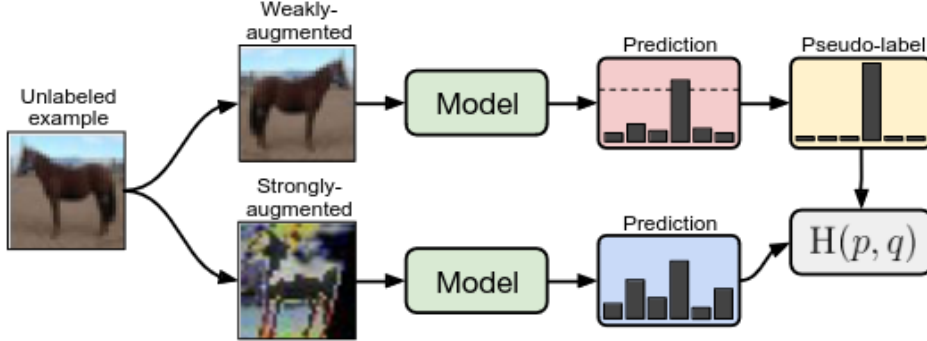 Unlabeled
example
Weakly-
augmented
Model
Prediction
Pseudo-label
Strongly-
augmented
Model
Prediction
H(p, q)